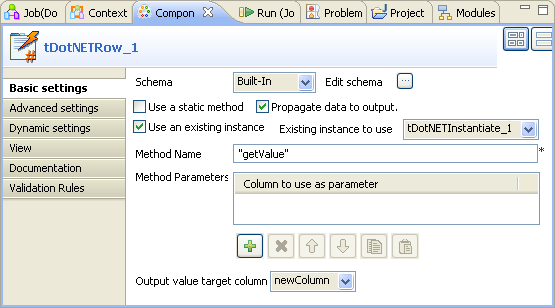 Job(Do Context Compon Run (Jo Problem Project Modules
tDotNETRow_1
Basic settings
Advanced settings
Dynamic settings
View
Documentation
Validation Rules
Schema Built-In Edit schema ...
Use a static method Propagate data to output.
Use an existing instance Existing instance to use tDotNETInstantiate_1
Method Name "getValue" *
Method Parameters Column to use as parameter
Output value target column newColumn